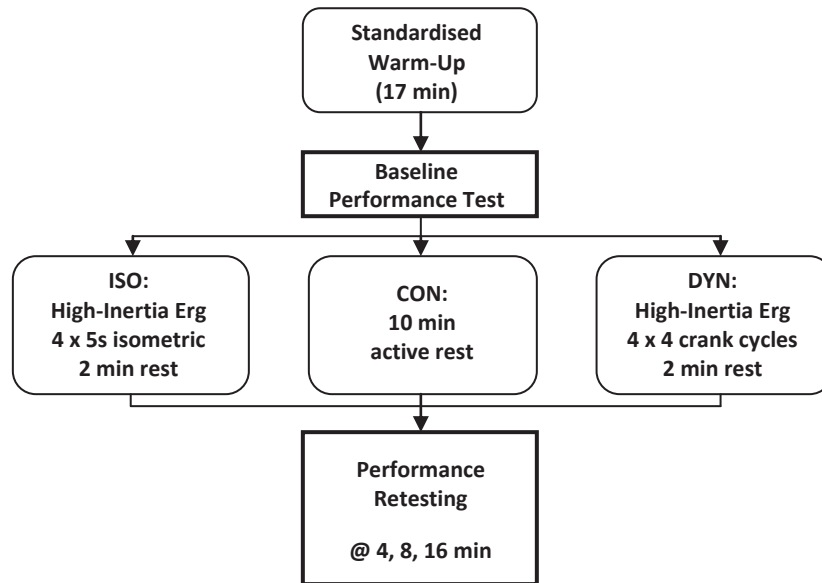 Standardised
Warm-Up
(17 min)
Baseline
Performance Test
ISO:
High-Inertia Erg
4 x 5s isometric
2 min rest
CON:
10 min
active rest
DYN:
High-Inertia Erg
4 x 4 crank cycles
2 min rest
Performance
Retesting
@ 4, 8, 16 min